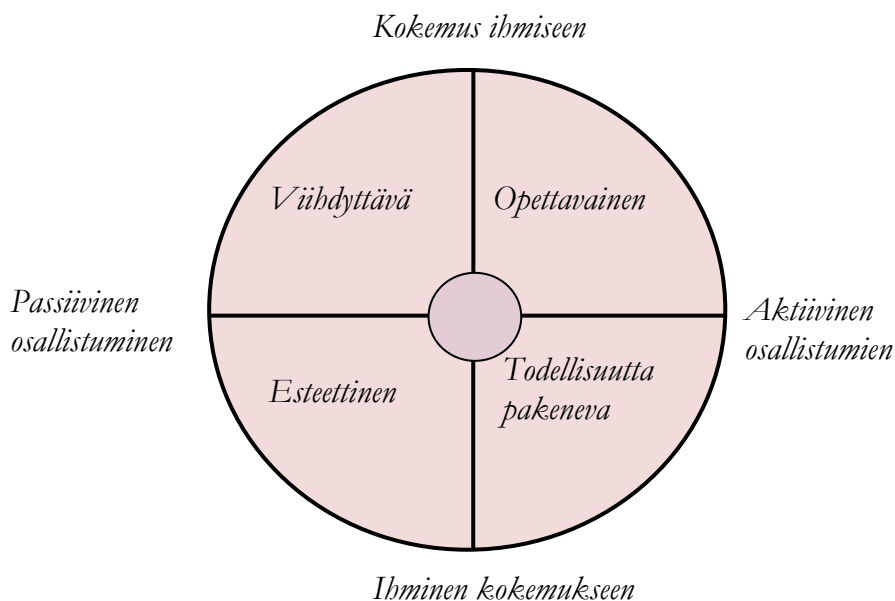 Kokemus ihmiseen
Viihdyttävä
Opettavainen
Passiivinen
osallistuminen
Aktiivinen
osallistumien
Esteettinen
Todellisuutta
pakeneva
Ihminen kokemukseen